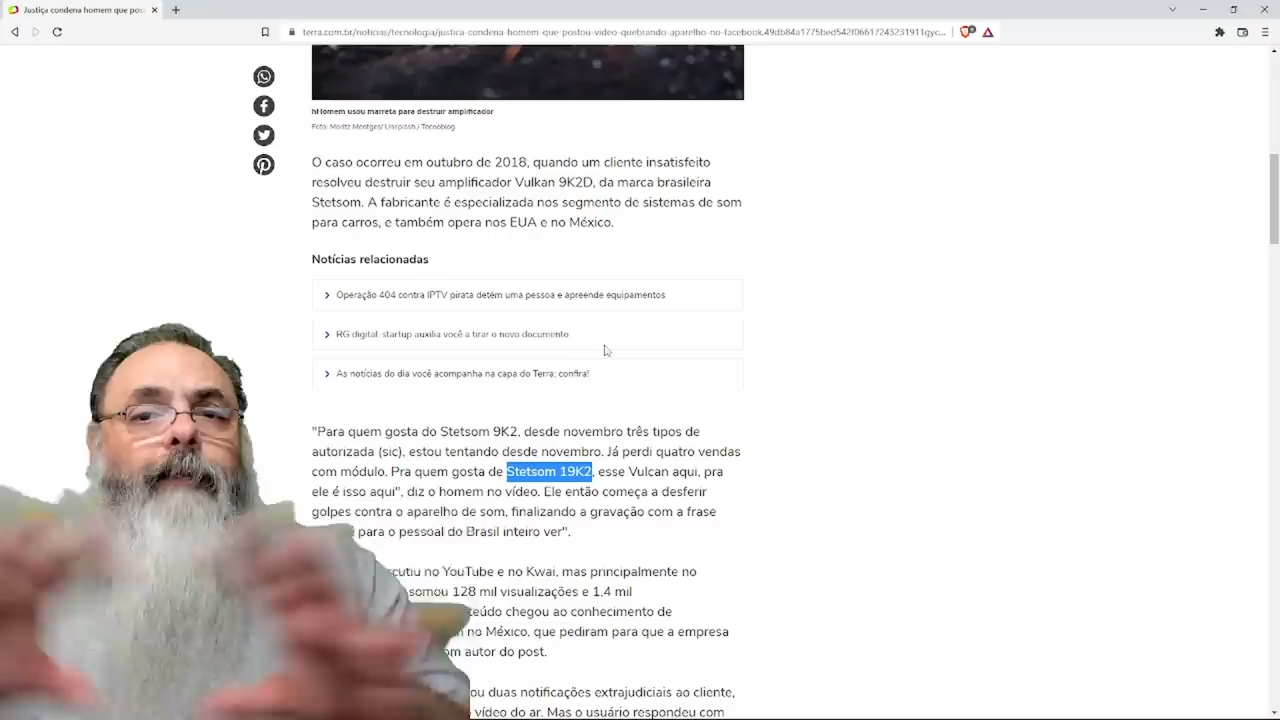 Justiça condena homem que post
terra.com.br/noticias/tecnologia/justica-condena-homem-que-postou-video-quebrando-aparelho-no-facebook,49db84a1775bed542f06617243231911gyc...
hHomem usou marreta para destruir amplificador
Foto: Moritz Mentges/ Unsplash / Tecnoblog
O caso ocorreu em outubro de 2018, quando um cliente insatisfeito
resolveu destruir seu amplificador Vulkan 9K2D, da marca brasileira
Stetsom. A fabricante é especializada nos segmento de sistemas de som
para carros, e também opera nos EUA e no México.
Notícias relacionadas
Operação 404 contra IPTV pirata detém uma pessoa e apreende equipamentos
RG digital: startup auxilia você a tirar o novo documento
As notícias do dia você acompanha na capa do Terra; confira!
"Para quem gosta do Stetsom 9K2, desde novembro três tipos de
autorizada (sic), estou tentando desde novembro. Já perdi quatro vendas
com módulo. Pra quem gosta de Stetsom 19K2, esse Vulcan aqui, pra
ele é isso aqui", diz o homem no vídeo. Ele então começa a desferir
golpes contra o aparelho de som, finalizando a gravação com a frase
para o pessoal do Brasil inteiro ver".
cutiu no YouTube e no Kwai, mas principalmente no
somou 128 mil visualizações e 1,4 mil
teúdo chegou ao conhecimento de
no México, que pediram para que a empresa
om autor do post.
ou duas notificações extrajudiciais ao cliente,
vídeo do ar. Mas o usuário respondeu com